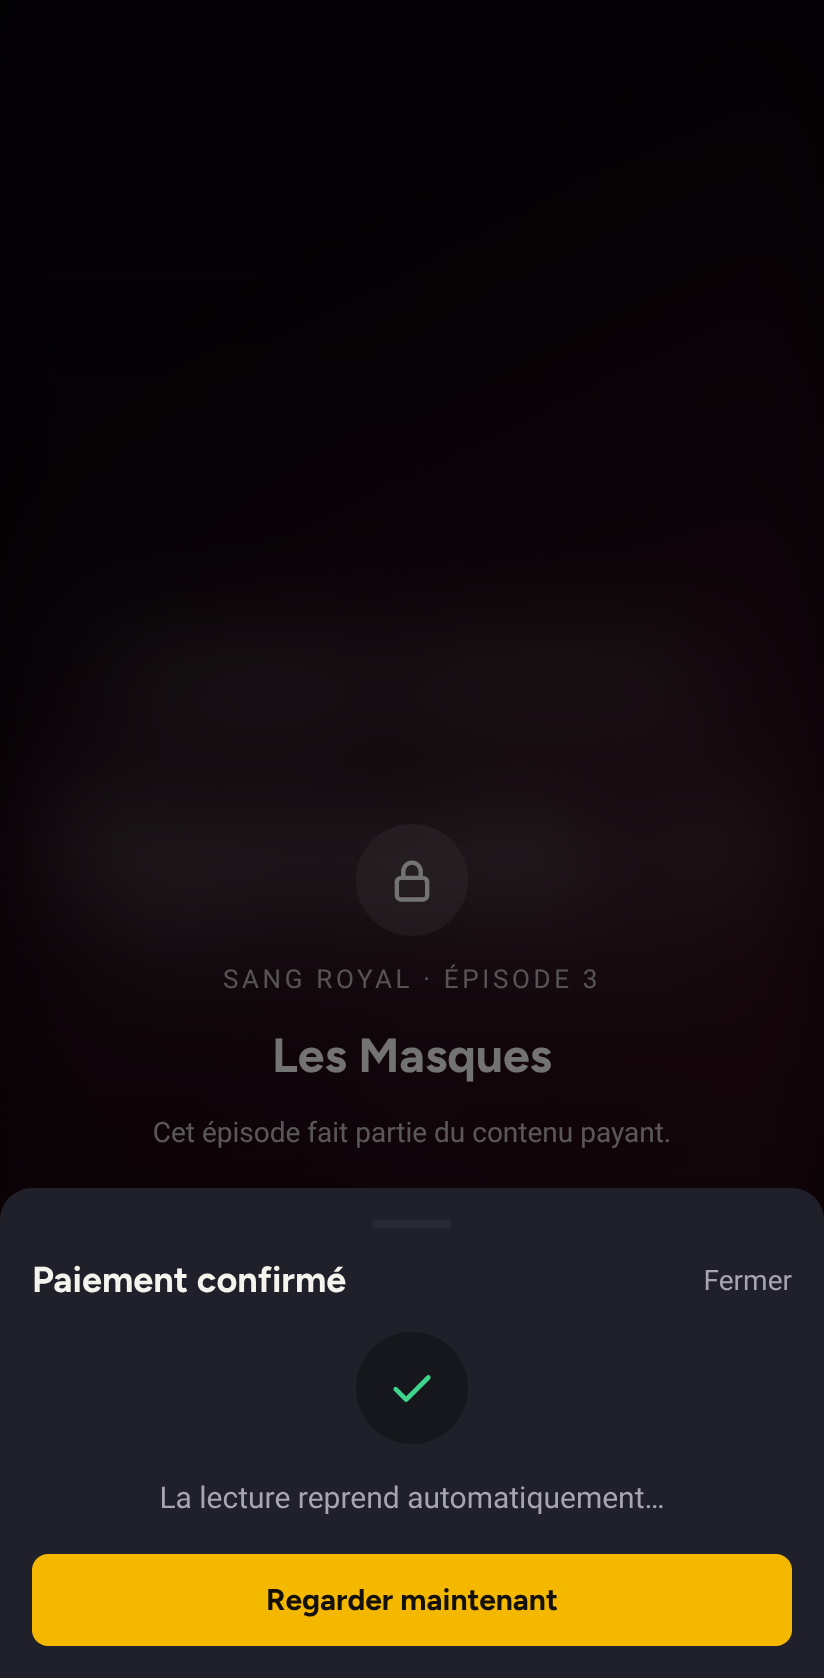 SANG ROYAL · ÉPISODE 3
Les Masques
Cet épisode fait partie du contenu payant.
Paiement confirmé
Fermer
La lecture reprend automatiquement...
Regarder maintenant